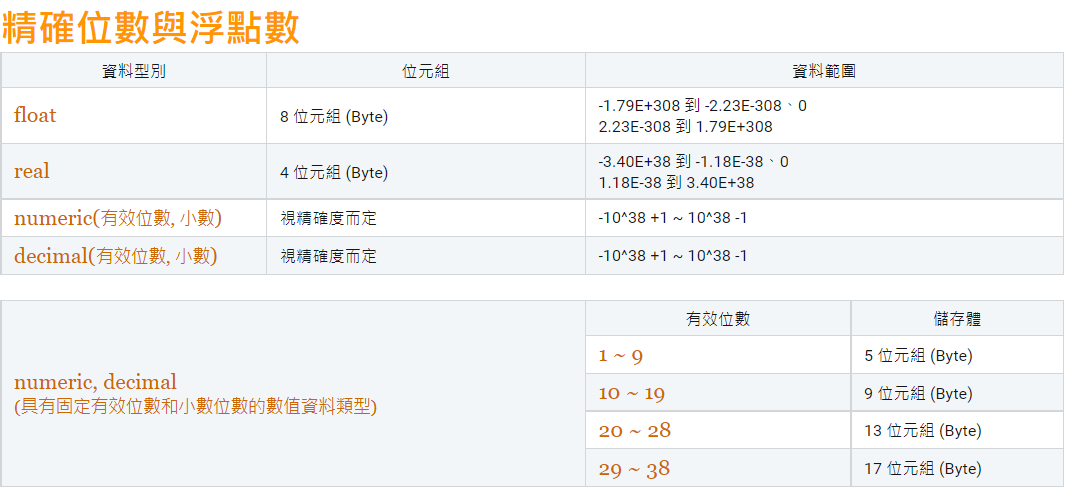 精確位數與浮點數
資料型別 位元組 資料範圍
float 8 位元組 (Byte) -1.79E+308 到 -2.23E-308、0
2.23E-308 到 1.79E+308
real 4 位元組 (Byte) -3.40E+38 到 -1.18E-38、0
1.18E-38 到 3.40E+38
numeric(有效位數, 小數) 視精確度而定 -10^38 +1 ~ 10^38 -1
decimal(有效位數, 小數) 視精確度而定 -10^38 +1 ~ 10^38 -1
numeric, decimal
(具有固定有效位數和小數位數的數值資料類型)
有效位數 儲存體
1 ~ 9 5 位元組 (Byte)
10 ~ 19 9 位元組 (Byte)
20 ~ 28 13 位元組 (Byte)
29 ~ 38 17 位元組 (Byte)